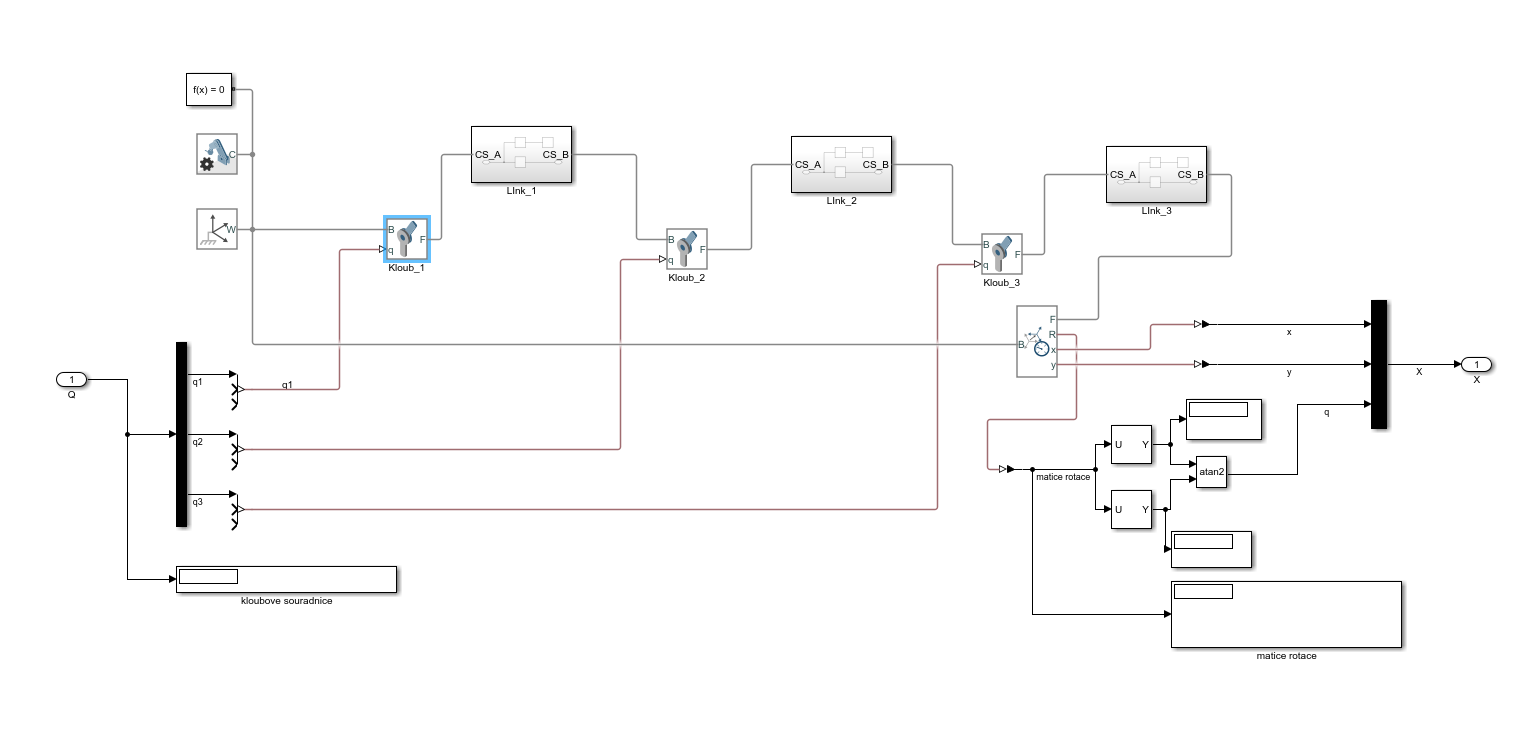 f(x) = 0
C
W
CS_A CS_B
LInk_1
CS_A CS_B
LInk_2
CS_A CS_B
LInk_3
B
q
F
Kloub_1
B
q
F
Kloub_2
B
q
F
Kloub_3
B
F
R
x
y
x
y
q
X
1
X
1
Q
q1
q1
q2
q3
kloubove souradnice
matice rotace
U Y
U Y
atan2
matice rotace